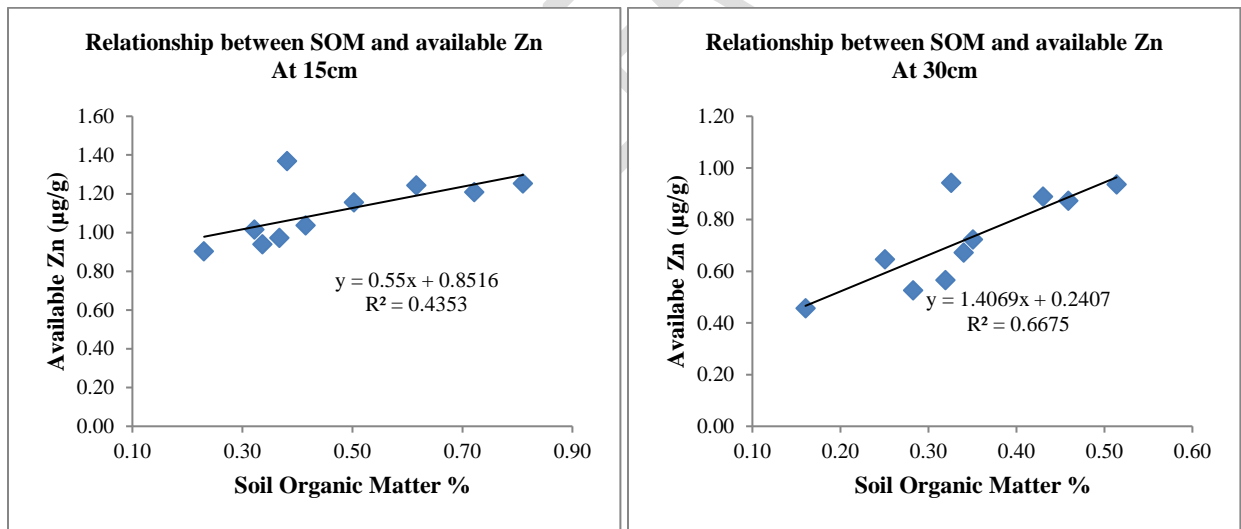 Relationship between SOM and available Zn
At 15cm
1.60
1.40
1.20
1.00
0.80
0.60
0.40
0.20
0.00
Available Zn (µg/g)
y = 0.55x + 0.8516
R² = 0.4353
0.10 0.30 0.50 0.70 0.90
Soil Organic Matter %
Relationship between SOM and available Zn
At 30cm
1.20
1.00
0.80
0.60
0.40
0.20
0.00
Availabe Zn (µg/g)
y = 1.4069x + 0.2407
R² = 0.6675
0.10 0.20 0.30 0.40 0.50 0.60
Soil Organic Matter %